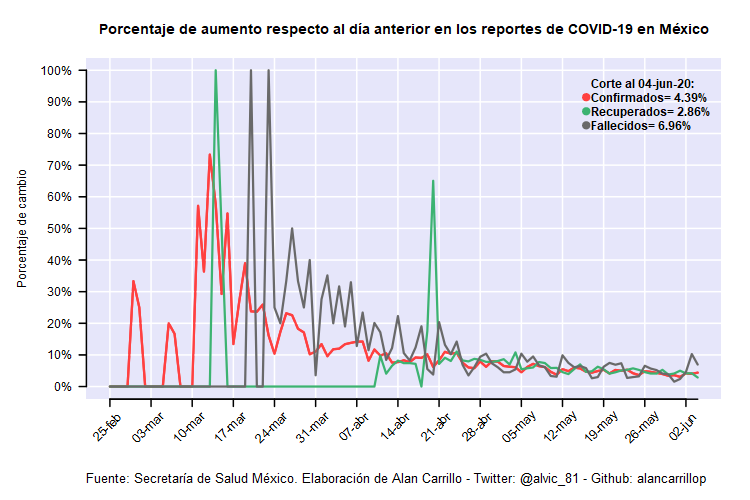 Porcentaje de aumento respecto al día anterior en los reportes de COVID-19 en México
Corte al 04-jun-20:
Confirmados= 4.39%
Recuperados= 2.86%
Fallecidos= 6.96%
Porcentaje de cambio
100%
90%
80%
70%
60%
50%
40%
30%
20%
10%
0%
25-feb
03-mar
10-mar
17-mar
24-mar
31-mar
07-abr
14-abr
21-abr
28-abr
05-may
12-may
19-may
26-may
02-jun
Fuente: Secretaría de Salud México. Elaboración de Alan Carrillo - Twitter: @alvic_81 - Github: alancarrillop